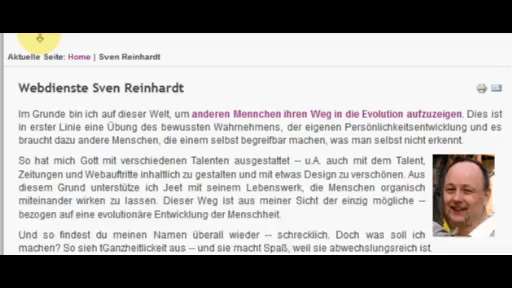 Aktuelle Seite: Home | Sven Reinhardt
Webdienste Sven Reinhardt
Im Grunde bin ich auf dieser Welt, um anderen Mennchen ihren Weg in die Evolution aufzuzeigen. Dies ist
in erster Linie eine Übung des bewussten Wahrnehmens, der eigenen Persönlichkeitsentwicklung und es
braucht dazu andere Menschen, die einem selbst begreifbar machen, was man selbst nicht erkennt.
So hat mich Gott mit verschiedenen Talenten ausgestattet -- u.A. auch mit dem Talent,
Zeitungen und Webauftritte inhaltlich zu gestalten und mit etwas Design zu verschönen. Aus
diesem Grund unterstütze ich Jeet mit seinem Lebenswerk, die Menschen organisch
miteinander wirken zu lassen. Dieser Weg ist aus meiner Sicht der einzig mögliche --
bezogen auf eine evolutionäre Entwicklung der Menschheit.
Und so findest du meinen Namen überall wieder -- schrecklich. Doch was soll ich
machen? So sieh tGanzheitlickeit aus -- und sie macht Spaß, weil sie abwechslungsreich ist.